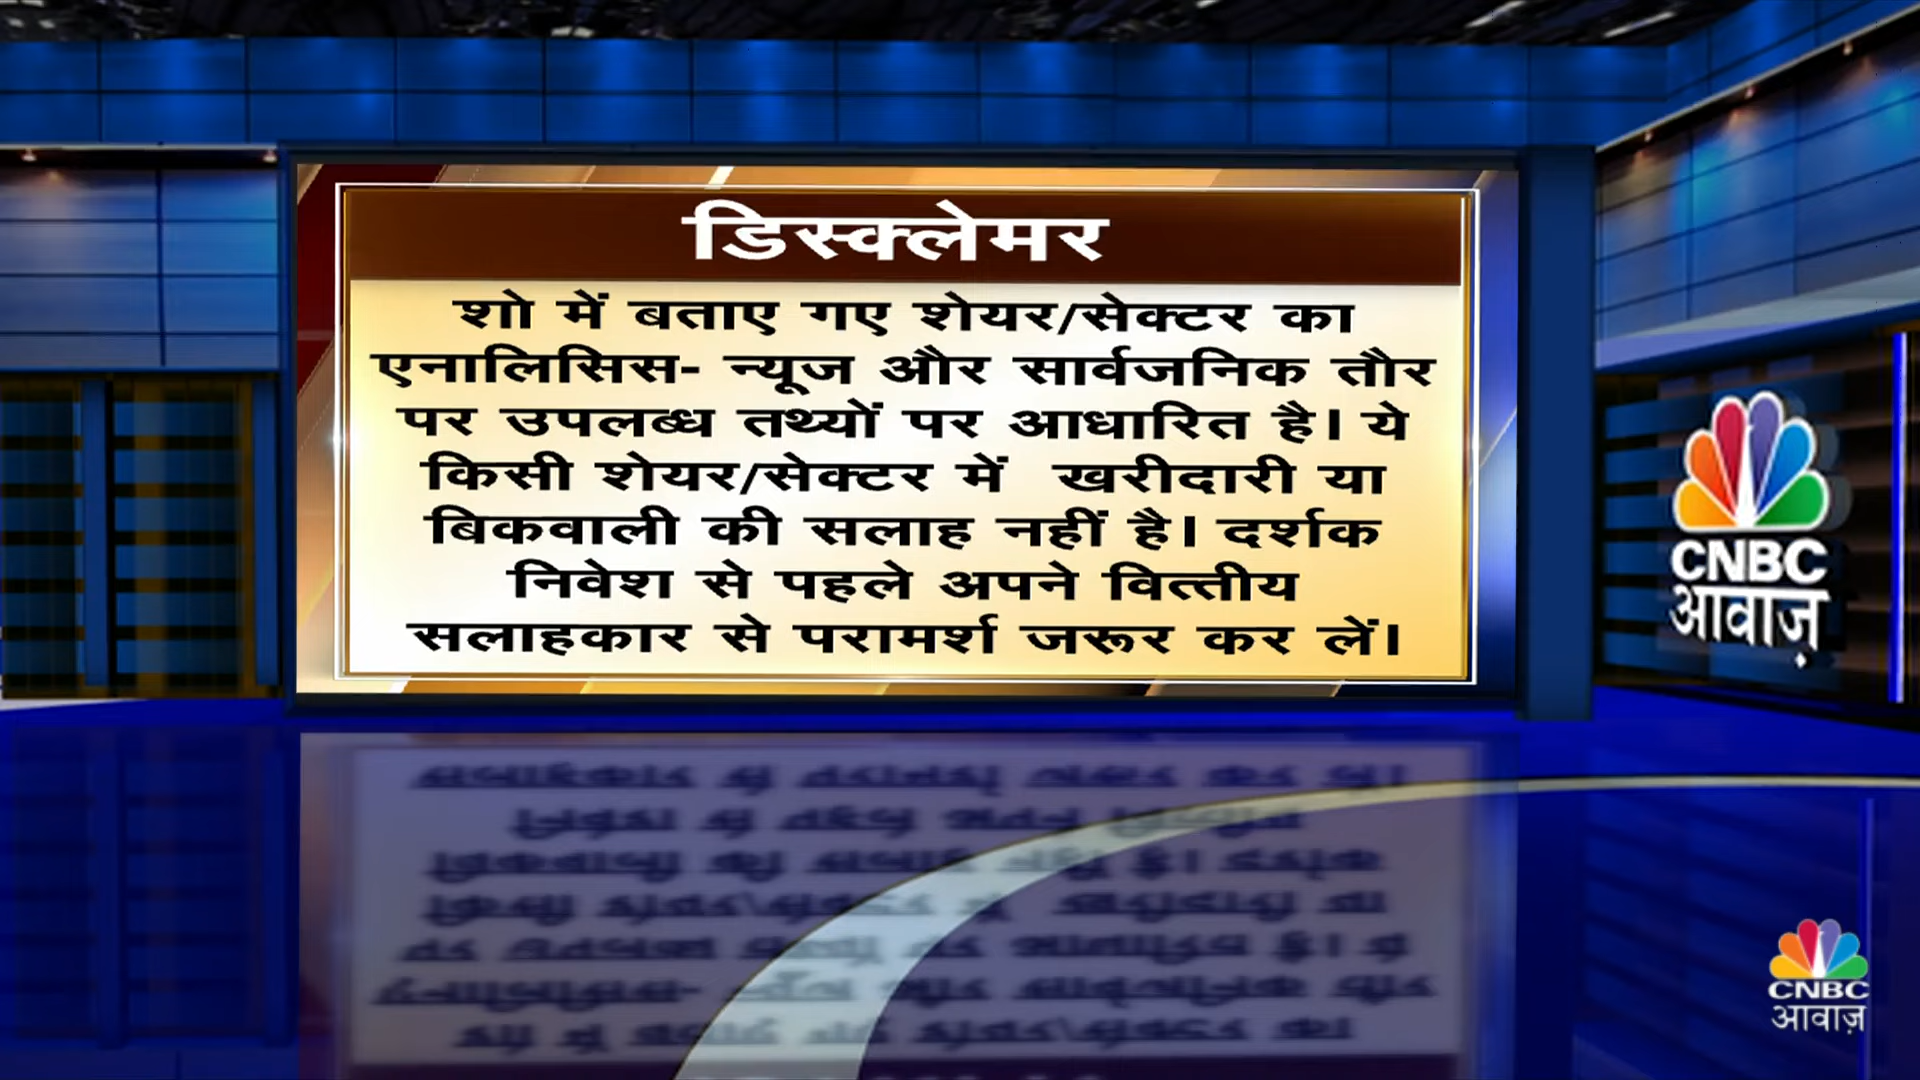 डिस्क्लेमर
शो में बताए गए शेयर/सेक्टर का
एनालिसिस- न्यूज और सार्वजनिक तौर
पर उपलब्ध तथ्यों पर आधारित है। ये
किसी शेयर/सेक्टर में खरीदारी या
बिकवाली की सलाह नहीं है। दर्शक
निवेश से पहले अपने वित्तीय
सलाहकार से परामर्श जरूर कर लें।
CNBC
आवाज़
CNBC
आवाज़